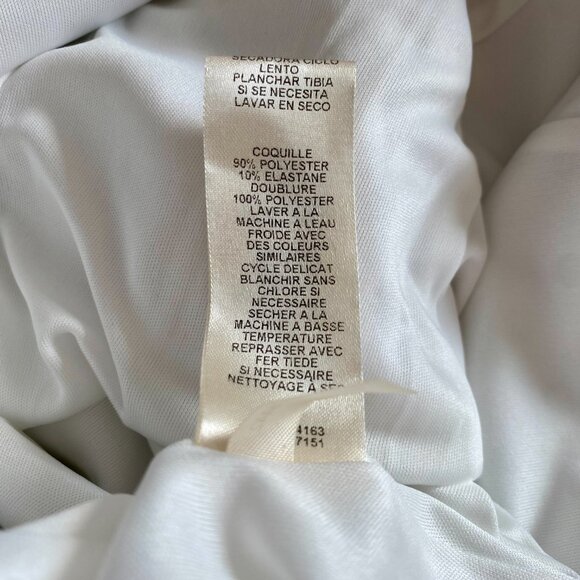 SECADORA CICLO
LENTO
PLANCHAR TIBIA
SI SE NECESITA
LAVAR EN SECO
COQUILLE
90% POLYESTER
10% ELASTANE
DOUBLURE
100% POLYESTER
LAVER A LA
MACHINE A LEAU
FROIDE AVEC
DES COLEURS
SIMILAIRES
CYCLE DELICAT
BLANCHIR SANS
CHLORE SI
NECESSAIRE
SECHER A LA
MACHINE A BASSE
TEMPERATURE
REPRASSER AVEC
FER TIEDE
SI NECESSAIRE
NETTOYAGE À SEC
4163
7151